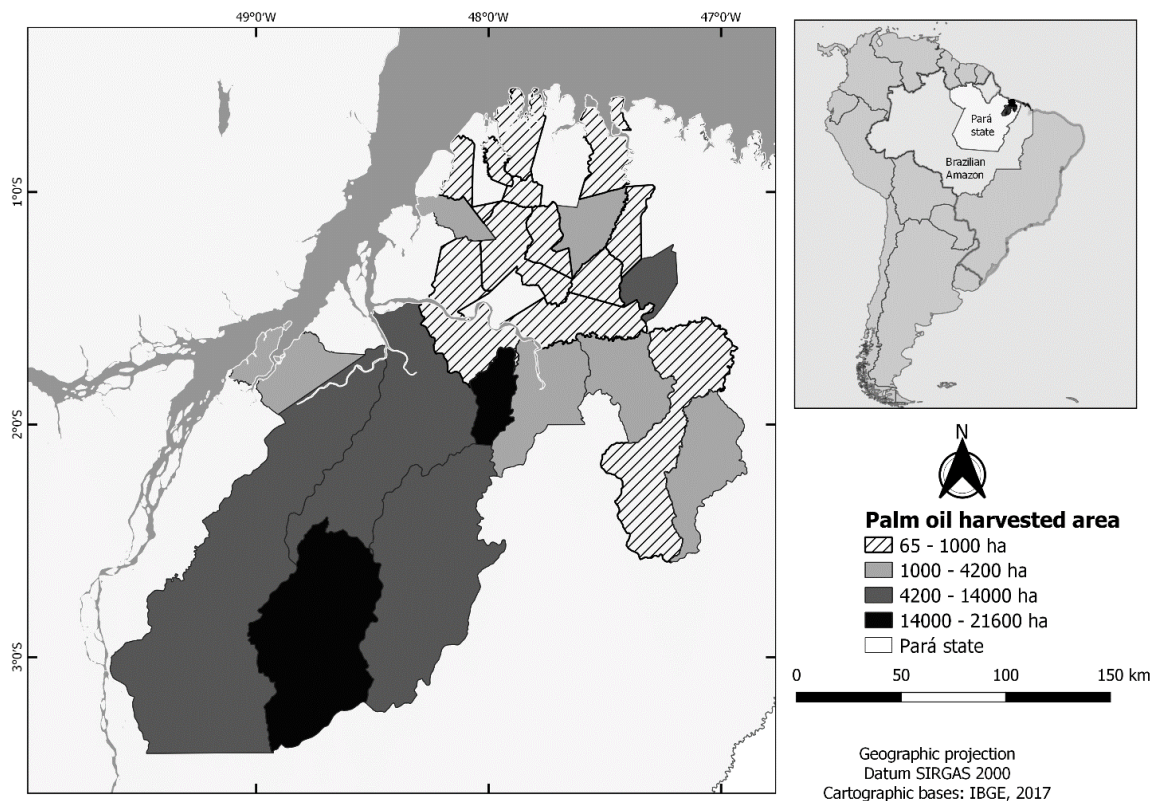 49°0'W
48°0'W
47°0'W
1°0'S
2°0'S
3°0'S
Pará
state
Brazilian
Amazon
N
Palm oil harvested area
65 - 1000 ha
1000 - 4200 ha
4200 - 14000 ha
14000 - 21600 ha
Pará state
0 50 100 150 km
Geographic projection
Datum SIRGAS 2000
Cartographic bases: IBGE, 2017